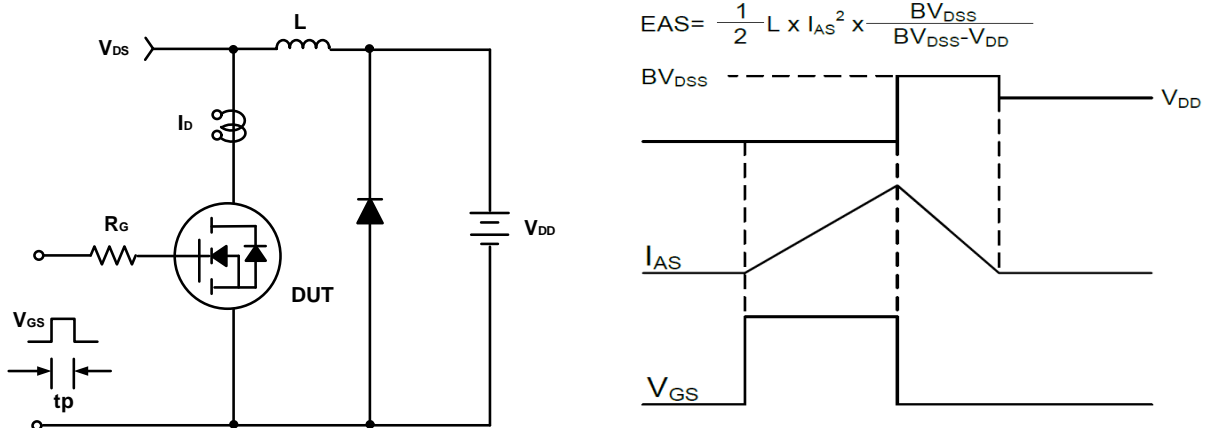 L
VDS
ID
RG
VDD
DUT
VGS
tp
EAS= 1/2 L x IAS² x BVDSS/BVDSS-VDD
BVDSS
VDD
IAS
VGS